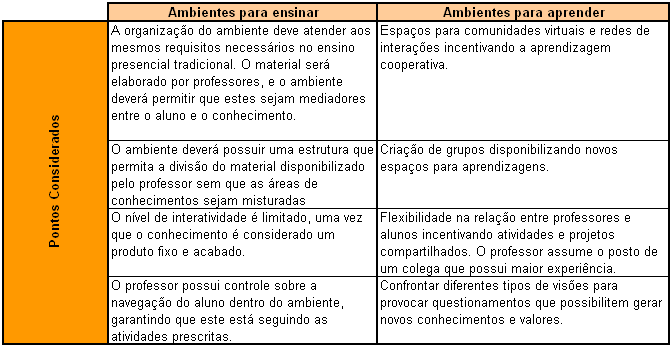 Ambientes para ensinar
Ambientes para aprender
Pontos Considerados
A organização do ambiente deve atender aos
mesmos requisitos necessários no ensino
presencial tradicional. O material será
elaborado por professores, e o ambiente
deverá permitir que estes sejam mediadores
entre o aluno e o conhecimento.
Espaços para comunidades virtuais e redes de
interações incentivando a aprendizagem
cooperativa.
O ambiente deverá possuir uma estrutura que
permita a divisão do material disponibilizado
pelo professor sem que as áreas de
conhecimentos sejam misturadas
Criação de grupos disponibilizando novos
espaços para aprendizagens.
O nível de interatividade é limitado, uma vez
que o conhecimento é considerado um
produto fixo e acabado.
Flexibilidade na relação entre professores e
alunos incentivando atividades e projetos
compartilhados. O professor assume o posto de
um colega que possui maior experiência.
O professor possui controle sobre a
navegação do aluno dentro do ambiente,
garantindo que este está seguindo as
atividades prescritas.
Confrontar diferentes tipos de visões para
provocar questionamentos que possibilitem gerar
novos conhecimentos e valores.